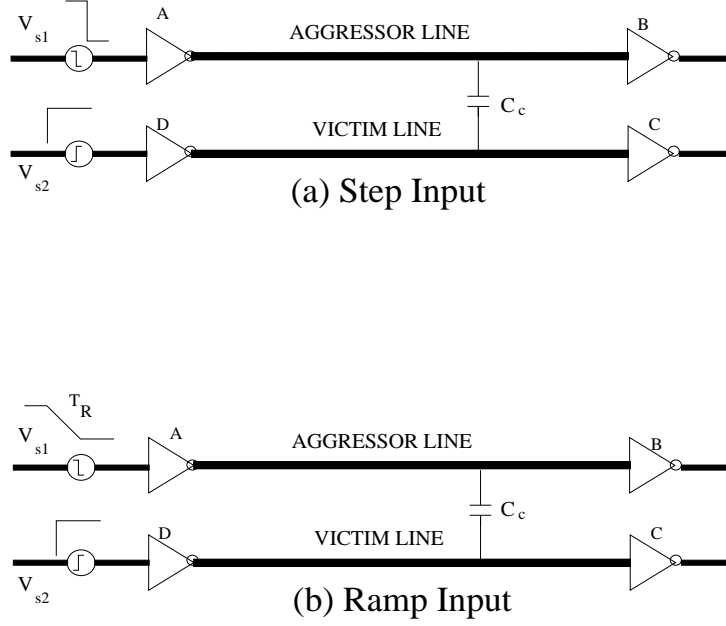 A
V s1
AGGRESSOR LINE
B
C c
D
VICTIM LINE
C
V s2
(a) Step Input
T R
V s1
A
AGGRESSOR LINE
B
C c
D
VICTIM LINE
C
V s2
(b) Ramp Input